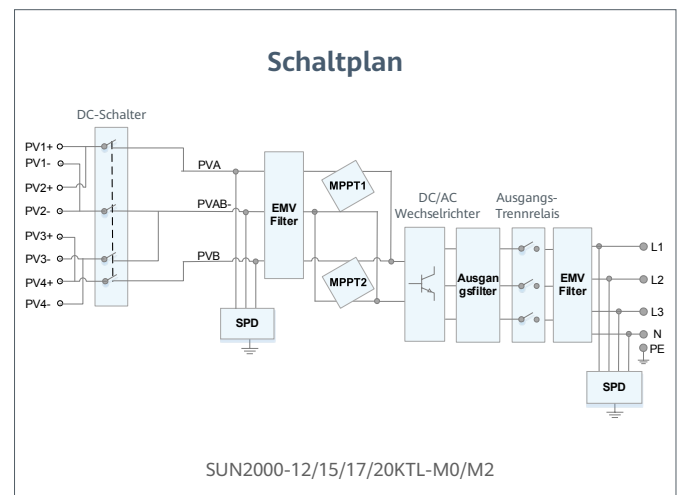 Schaltplan
DC-Schalter
PV1+
PV1-
PV2+
PV2-
PV3+
PV3-
PV4+
PV4-
PVA
PVAB-
PVB
EMV
Filter
SPD
MPPT1
MPPT2
DC/AC
Wechselrichter
Ausgan
gsfilter
Ausgangs-
Trennrelais
EMV
Filter
L1
L2
L3
N
PE
SPD
SUN2000-12/15/17/20KTL-M0/M2